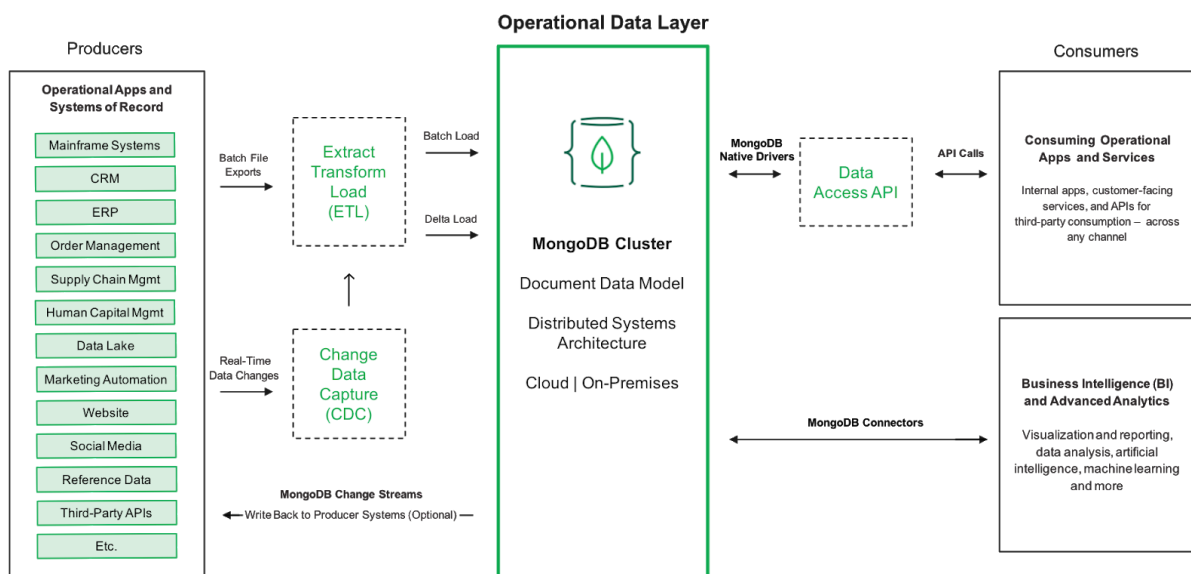 Operational Data Layer
Producers
Operational Apps and
Systems of Record
Mainframe Systems
CRM
ERP
Order Management
Supply Chain Mgmt
Human Capital Mgmt
Data Lake
Marketing Automation
Website
Social Media
Reference Data
Third-Party APIs
Etc.
Batch File
Exports
Real-Time
Data Changes
Extract
Transform
Load
(ETL)
Change
Data
Capture
(CDC)
Batch Load
Delta Load
MongoDB Change Streams
Write Back to Producer Systems (Optional)
MongoDB Cluster
Document Data Model
Distributed Systems
Architecture
Cloud | On-Premises
MongoDB
Native Drivers
Data
Access API
API Calls
MongoDB Connectors
Consumers
Consuming Operational
Apps and Services
Internal apps, customer-facing
services, and APIs for
third-party consumption – across
any channel
Business Intelligence (BI)
and Advanced Analytics
Visualization and reporting,
data analysis, artificial
intelligence, machine learning
and more